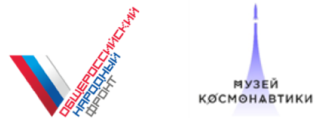 ОБЩЕРОССИЙСКИЙ
НАРОДНЫЙ
ФРОНТ
МУЗЕЙ
КОСМОНАВТИКИ